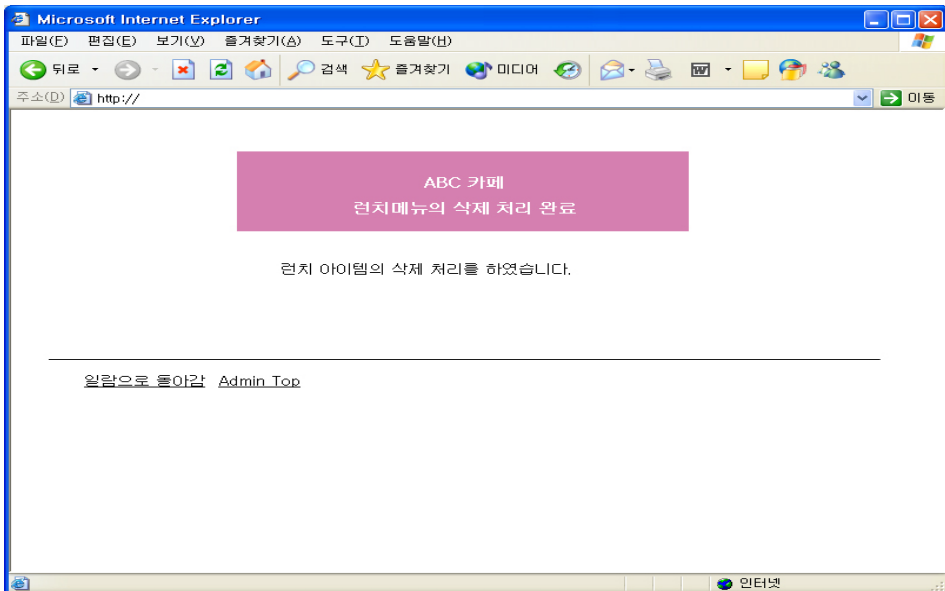 Microsoft Internet Explorer
파일(F) 편집(E) 보기(V) 즐겨찾기(A) 도구(T) 도움말(H)
뒤로 검색 즐겨찾기 미디어
주소(D) http:// 이동
ABC 카페
런치메뉴의 삭제 처리 완료
런치 아이템의 삭제 처리를 하였습니다.
일람으로 돌아감 Admin Top
인터넷